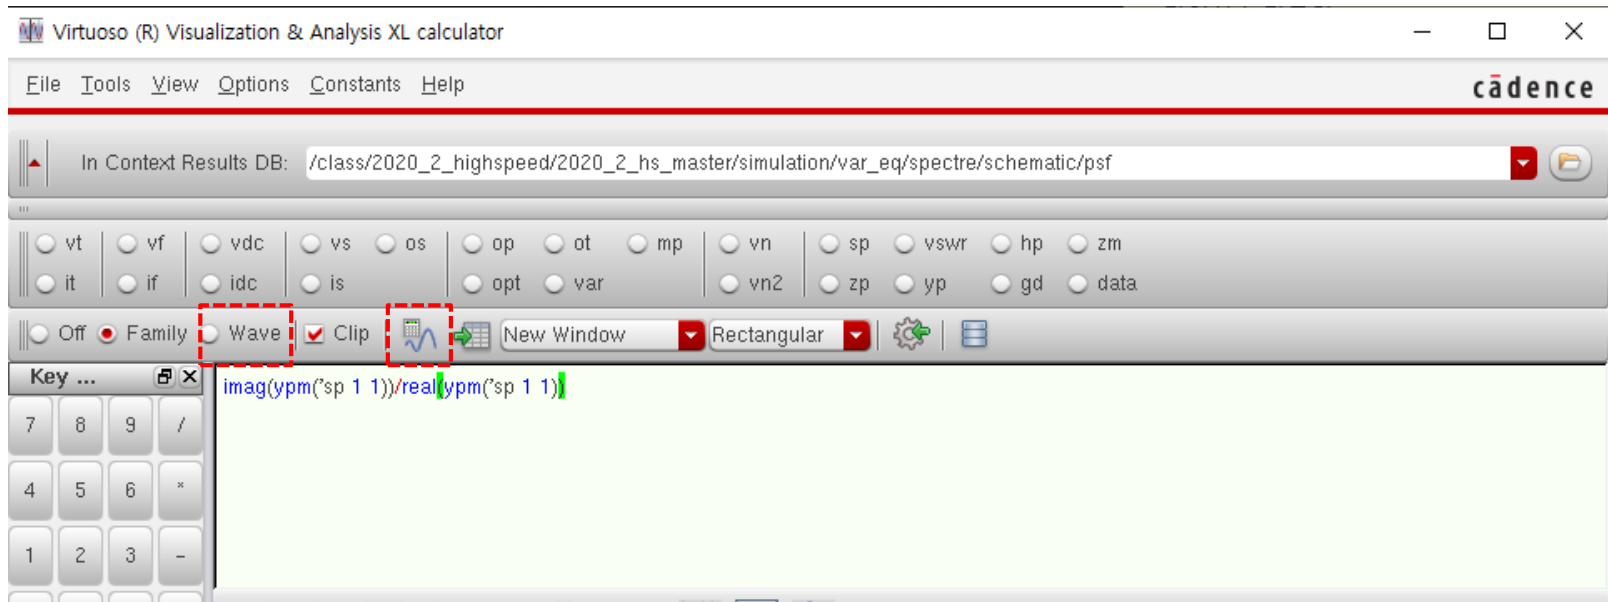 Virtuoso (R) Visualization & Analysis XL calculator
File Tools View Options Constants Help
cādence
In Context Results DB: /class/2020_2_highspeed/2020_2_hs_master/simulation/var_eq/spectre/schematic/psf
vt vf vdc vs os op ot mp vn sp vswr hp zm
it if idc is opt var vn2 zp yp gd data
Off Family Wave Clip New Window Rectangular
Key ...
imag(ypm('sp 1 1))/real(ypm('sp 1 1))
7 8 9 /
4 5 6 *
1 2 3 -